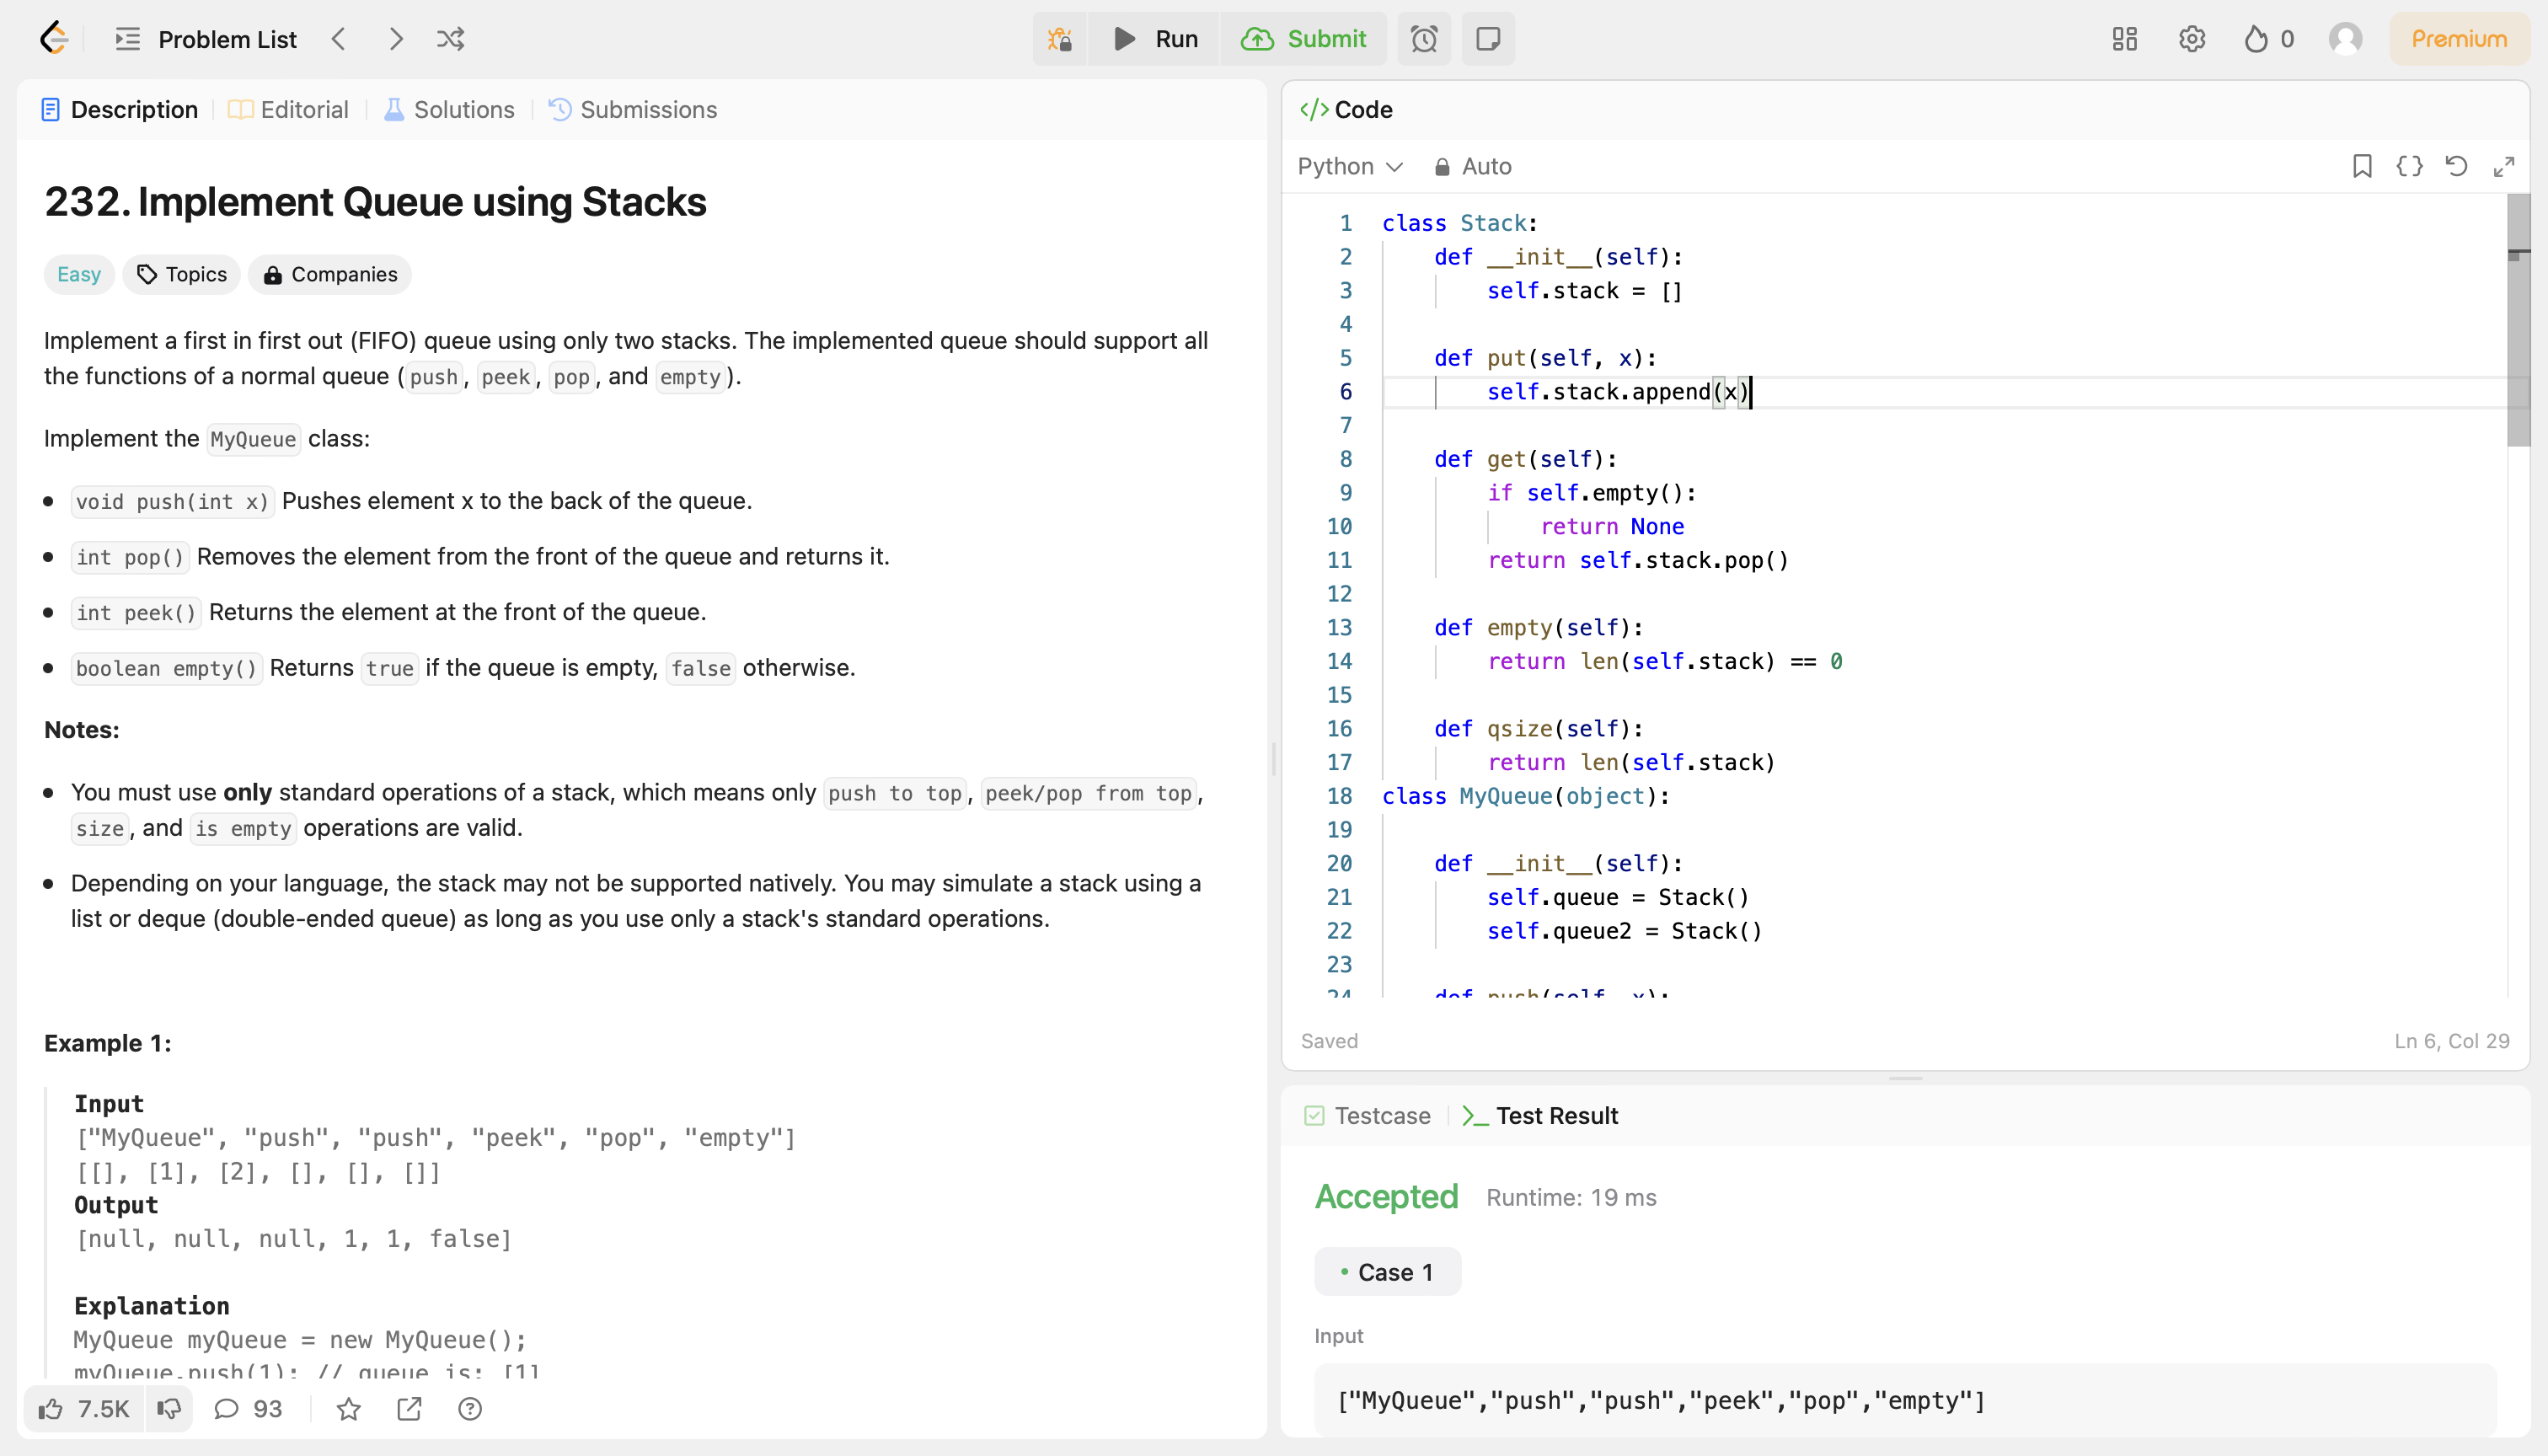 Problem List
Run
Submit
0
Premium
Description
Editorial
Solutions
Submissions
232. Implement Queue using Stacks
Easy
Topics
Companies
Implement a first in first out (FIFO) queue using only two stacks. The implemented queue should support all
the functions of a normal queue (push, peek, pop, and empty).
Implement the MyQueue class:
• void push(int x) Pushes element x to the back of the queue.
• int pop() Removes the element from the front of the queue and returns it.
• int peek() Returns the element at the front of the queue.
• boolean empty() Returns true if the queue is empty, false otherwise.
Notes:
• You must use only standard operations of a stack, which means only push to top, peek/pop from top,
size, and is empty operations are valid.
• Depending on your language, the stack may not be supported natively. You may simulate a stack using a
list or deque (double-ended queue) as long as you use only a stack's standard operations.
Example 1:
Input
["MyQueue", "push", "push", "peek", "pop", "empty"]
[[], [1], [2], [], [], []]
Output
[null, null, null, 1, 1, false]
Explanation
MyQueue myQueue = new MyQueue();
myQueue.push(1); // queue is: [1]
7.5K
93
</> Code
Python
Auto
1 class Stack:
2     def __init__(self):
3         self.stack = []
4
5     def put(self, x):
6         self.stack.append(x)
7
8     def get(self):
9         if self.empty():
10             return None
11         return self.stack.pop()
12
13     def empty(self):
14         return len(self.stack) == 0
15
16     def qsize(self):
17         return len(self.stack)
18 class MyQueue(object):
19
20     def __init__(self):
21         self.queue = Stack()
22         self.queue2 = Stack()
23
24     def push(self, x):
Saved
Ln 6, Col 29
Testcase
Test Result
Accepted
Runtime: 19 ms
Case 1
Input
["MyQueue","push","push","peek","pop","empty"]